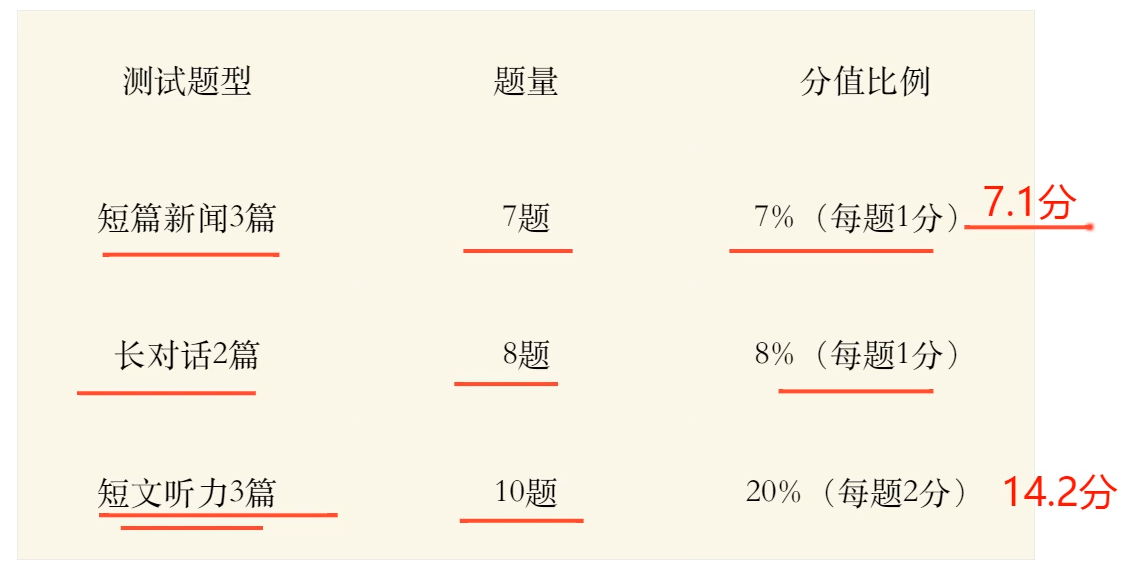 测试题型 题量 分值比例
短篇新闻3篇 7题 7%（每题1分） 7.1分
长对话2篇 8题 8%（每题1分）
短文听力3篇 10题 20%（每题2分） 14.2分